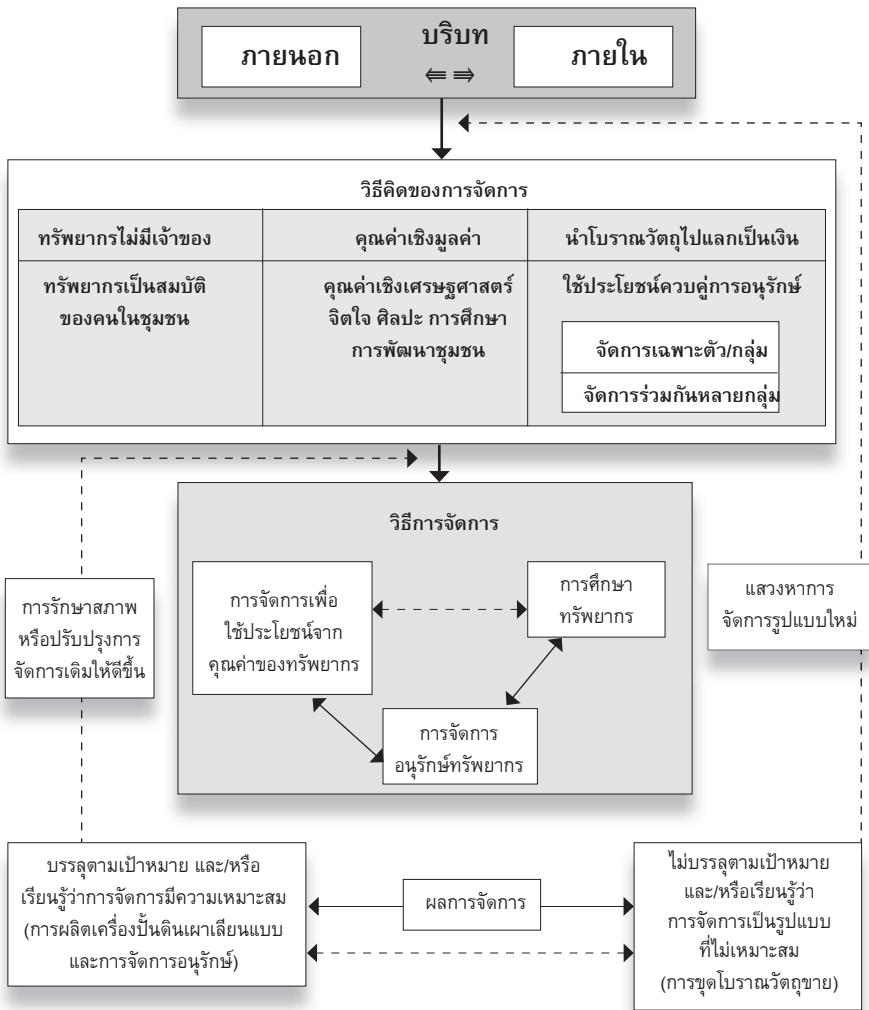 บริบท
ภายนอก
ภายใน
⇐ ⇒
วิธีคิดของการจัดการ
ทรัพยากรไม่มีเจ้าของ
คุณค่าเชิงมูลค่า
นำโบราณวัตถุไปแลกเป็นเงิน
ทรัพยากรเป็นสมบัติ
ของคนในชุมชน
คุณค่าเชิงเศรษฐศาสตร์
จิตใจ ศิลปะ การศึกษา
การพัฒนาชุมชน
ใช้ประโยชน์ควบคู่การอนุรักษ์
จัดการเฉพาะตัว/กลุ่ม
จัดการร่วมกันหลายกลุ่ม
วิธีการจัดการ
การจัดการเพื่อ
ใช้ประโยชน์จาก
คุณค่าของทรัพยากร
การศึกษา
ทรัพยากร
การจัดการ
อนุรักษ์ทรัพยากร
การรักษาสภาพ
หรือปรับปรุงการ
จัดการเดิมให้ดีขึ้น
แสวงหาการ
จัดการรูปแบบใหม่
บรรลุตามเป้าหมาย และ/หรือ
เรียนรู้ว่าการจัดการมีความเหมาะสม
(การผลิตเครื่องปั้นดินเผาเลียนแบบ
และการจัดการอนุรักษ์)
ผลการจัดการ
ไม่บรรลุตามเป้าหมาย
และ/หรือเรียนรู้ว่า
การจัดการเป็นรูปแบบ
ที่ไม่เหมาะสม
(การขุดโบราณวัตถุขาย)